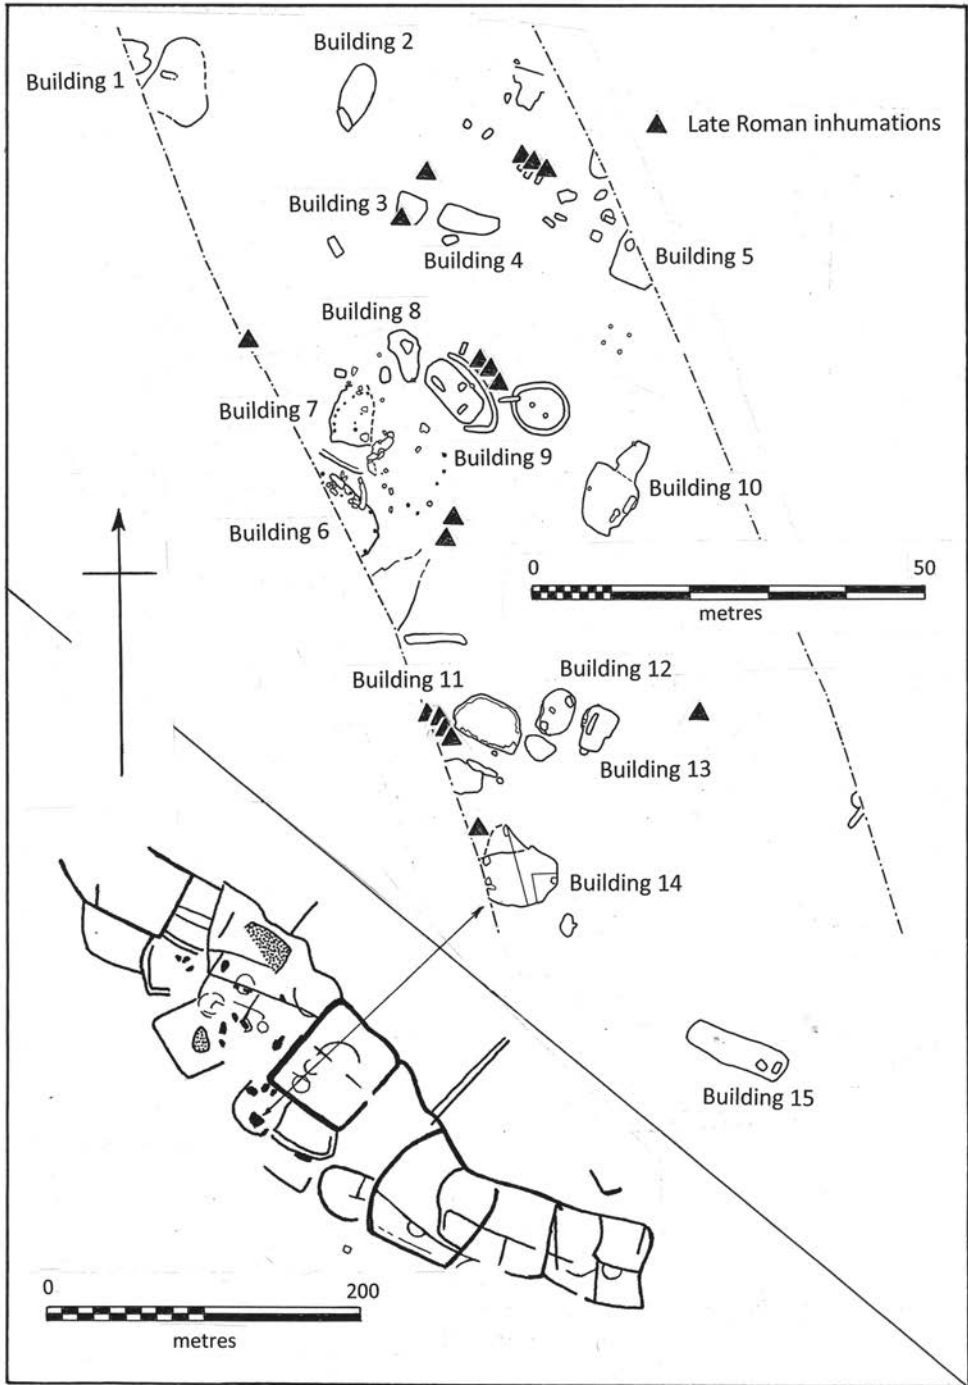 Building 2
Building 1
▲ Late Roman inhumations
Building 3
Building 4
Building 5
Building 8
Building 7
Building 9
Building 10
Building 6
0 50
metres
Building 12
Building 11
Building 13
Building 14
Building 15
0 200
metres